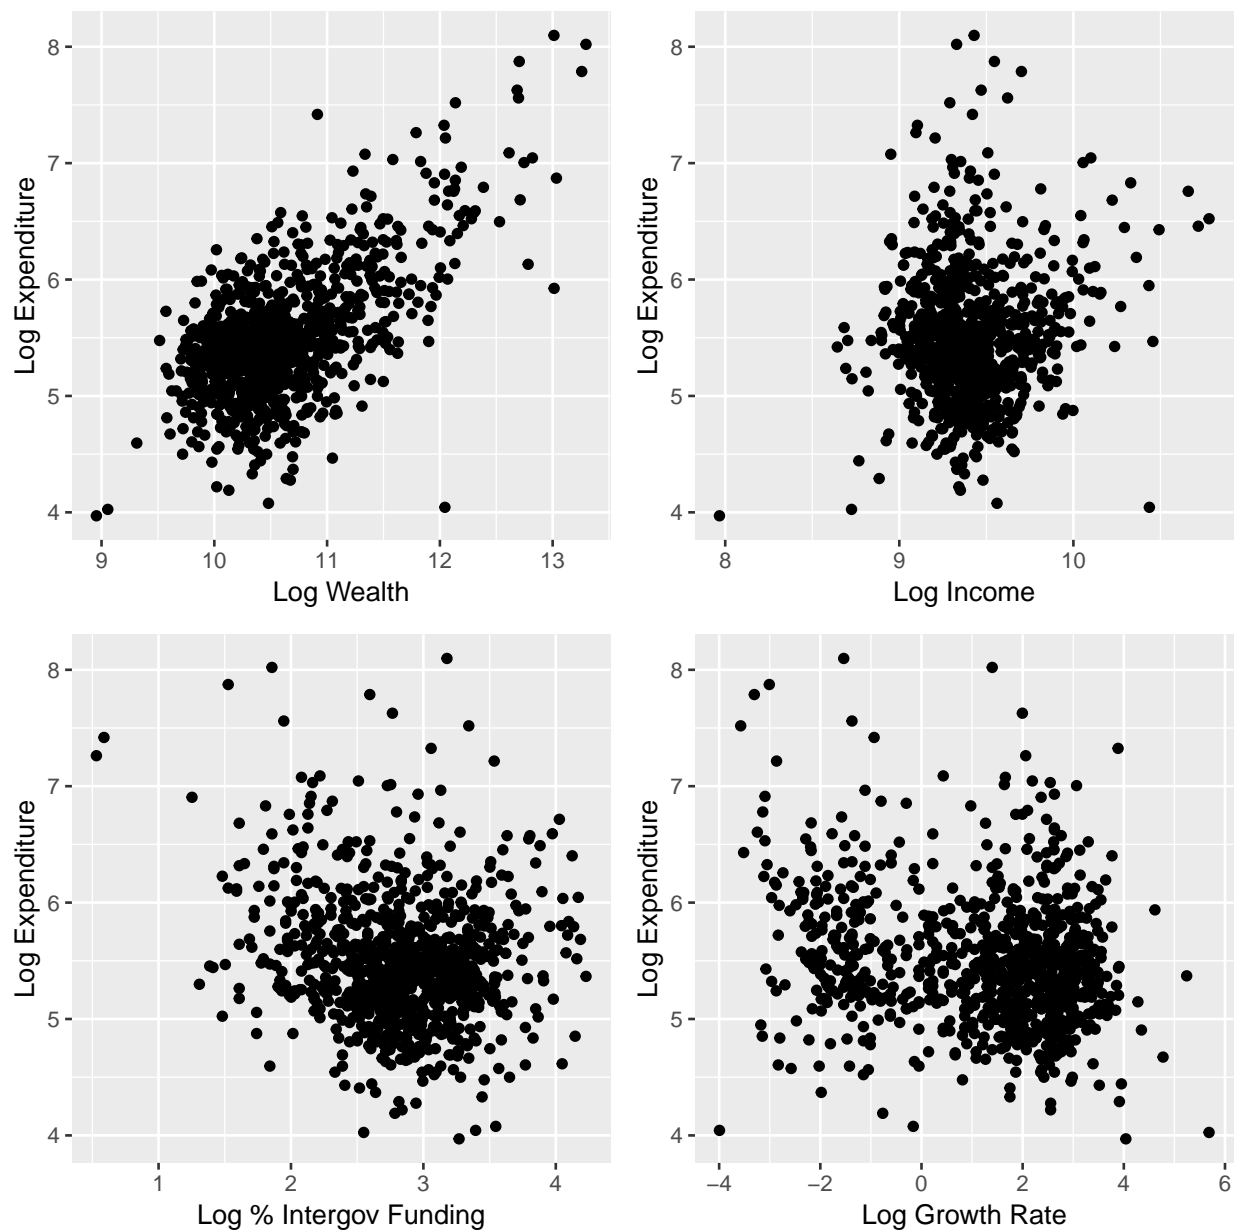 8
7
6
5
4
Log Expenditure
9 10 11 12 13
Log Wealth
8
7
6
5
4
Log Expenditure
8 9 10
Log Income
8
7
6
5
4
Log Expenditure
1 2 3 4
Log % Intergov Funding
8
7
6
5
4
Log Expenditure
−4 −2 0 2 4 6
Log Growth Rate